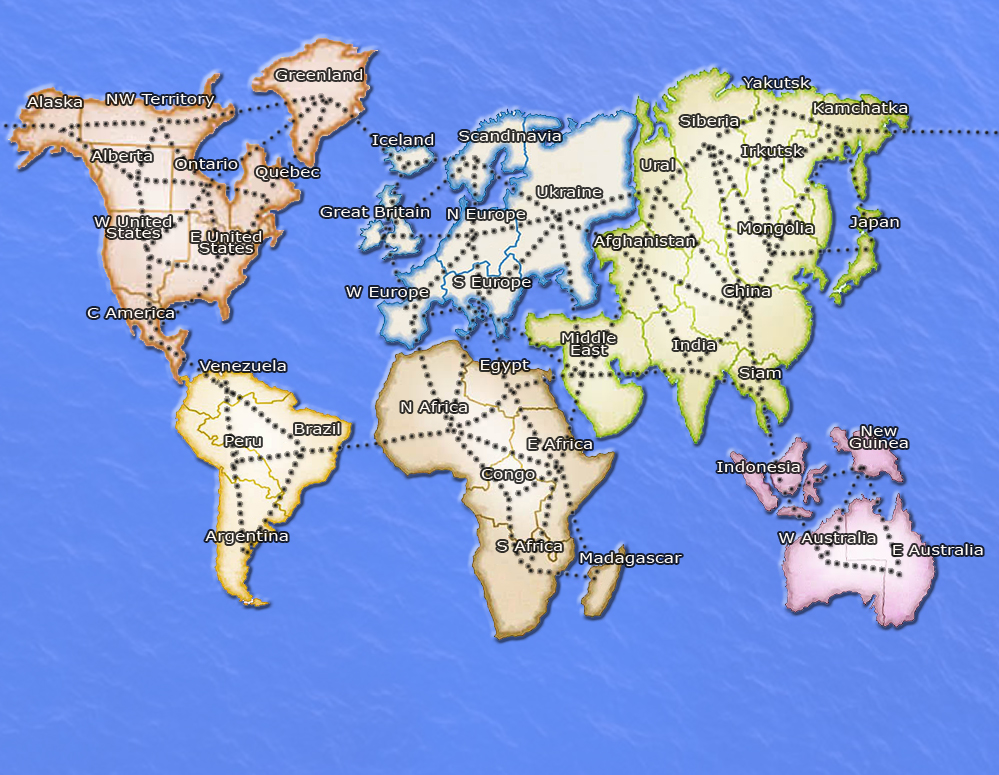 Greenland
Yakutsk
Alaska
NW Territory
Kamchatka
Siberia
Iceland
Scandinavia
Alberta
Ontario
Irkutsk
Ural
Quebec
Ukraine
Great Britain
N Europe
W United
States
Mongolia
Japan
E United
States
Afghanistan
S Europe
W Europe
China
C America
Middle
East
India
Venezuela
Egypt
Siam
N Africa
Brazil
New
Guinea
Peru
E Africa
Indonesia
Congo
Argentina
W Australia
S Africa
E Australia
Madagascar